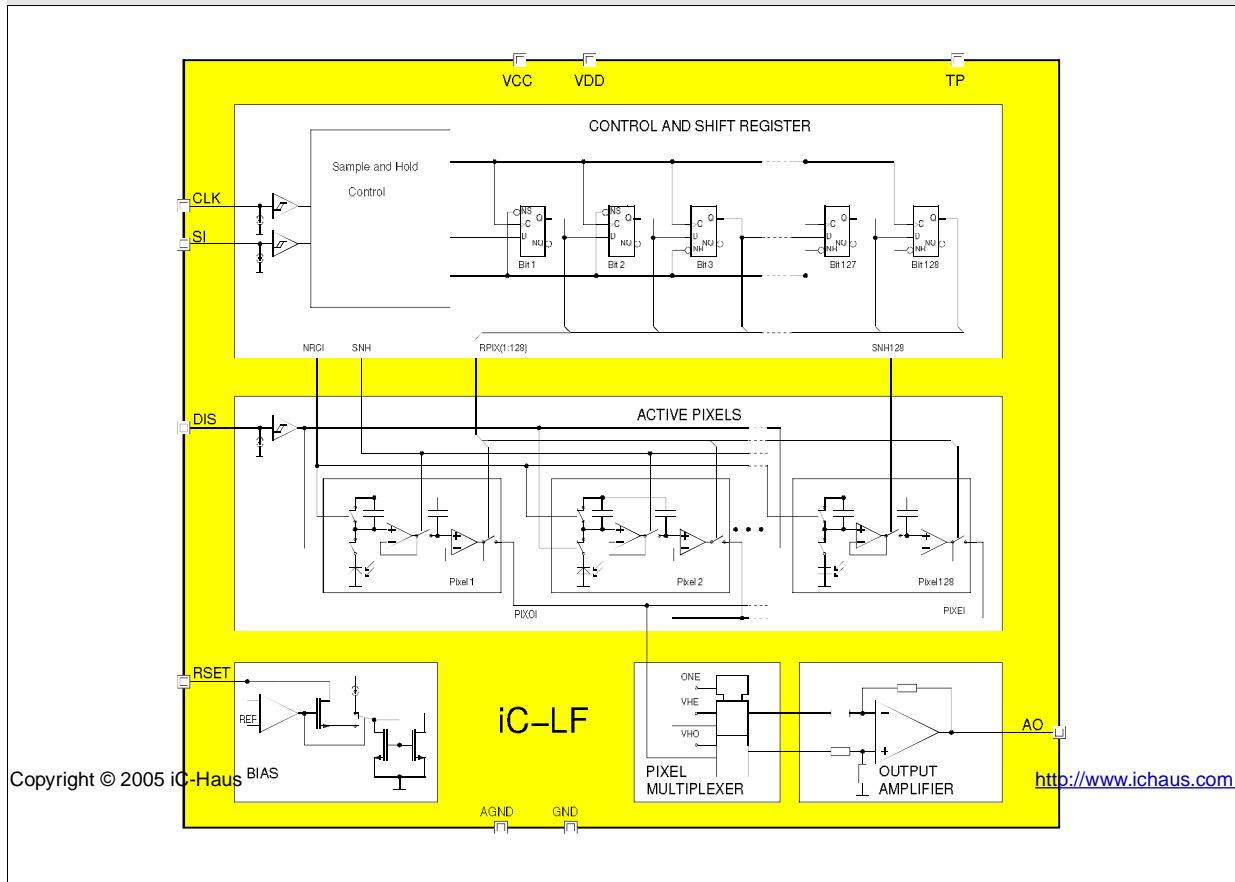 VCC VDD TP
CONTROL AND SHIFT REGISTER
Sample and Hold
Control
CLK
SI
NS Q C D NQ Bit 1
NS Q C D NQ Bit 2
Q C D NQ NH Bit 3
Q C D NQ NH Bit 127
Q C D NQ Bit 128
NRCI SNH RPIX(1:128) SNH128
DIS
ACTIVE PIXELS
+ − + − Pixel 1
+ − + − Pixel 2
+ − + − Pixel 128
PIXOI PIXEI
RSET
REF
BIAS
iC–LF
ONE
VHE
VHO
PIXEL
MULTIPLEXER
− +
OUTPUT
AMPLIFIER
AO
Copyright © 2005 iC-Haus
http://www.ichaus.com
AGND GND